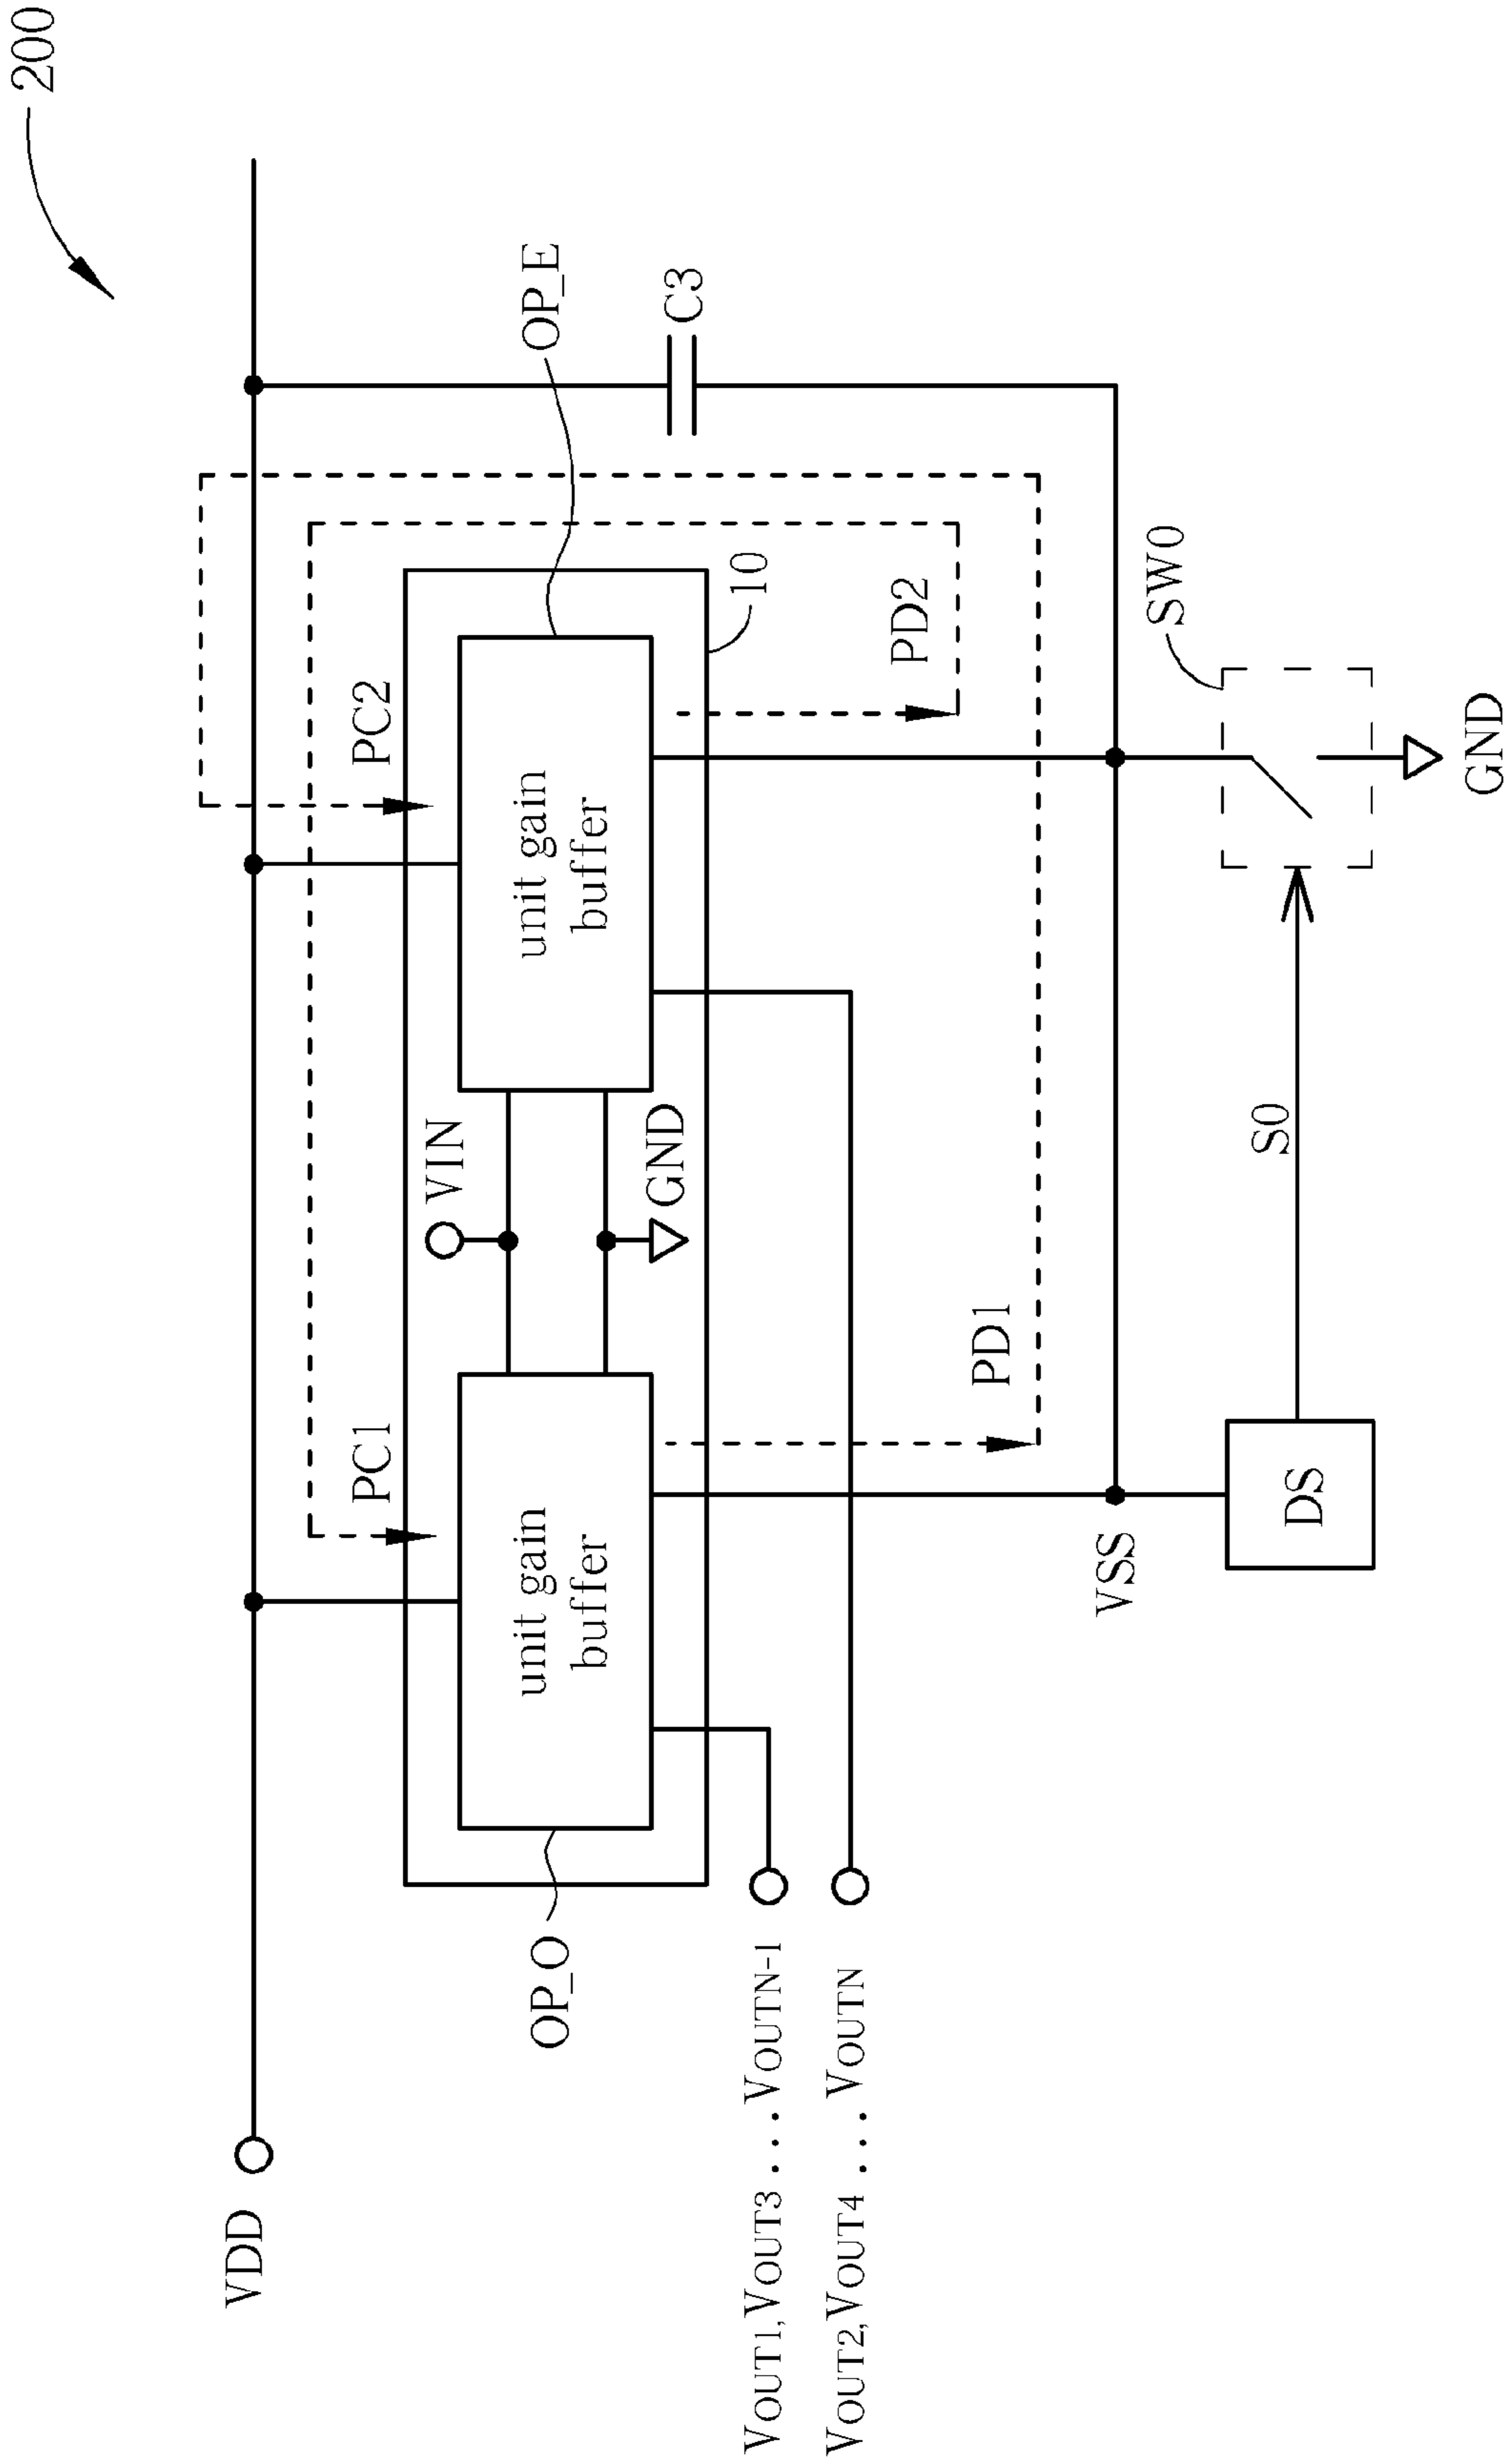 200
VDD
PC1
PC2
OP_O
OP_E
unit gain
buffer
VIN
GND
unit gain
buffer
C3
10
VOUT1,VOUT3 ... VOUTN-1
VOUT2,VOUT4 ... VOUTN
PD1
PD2
VSS
SW0
DS
S0
GND